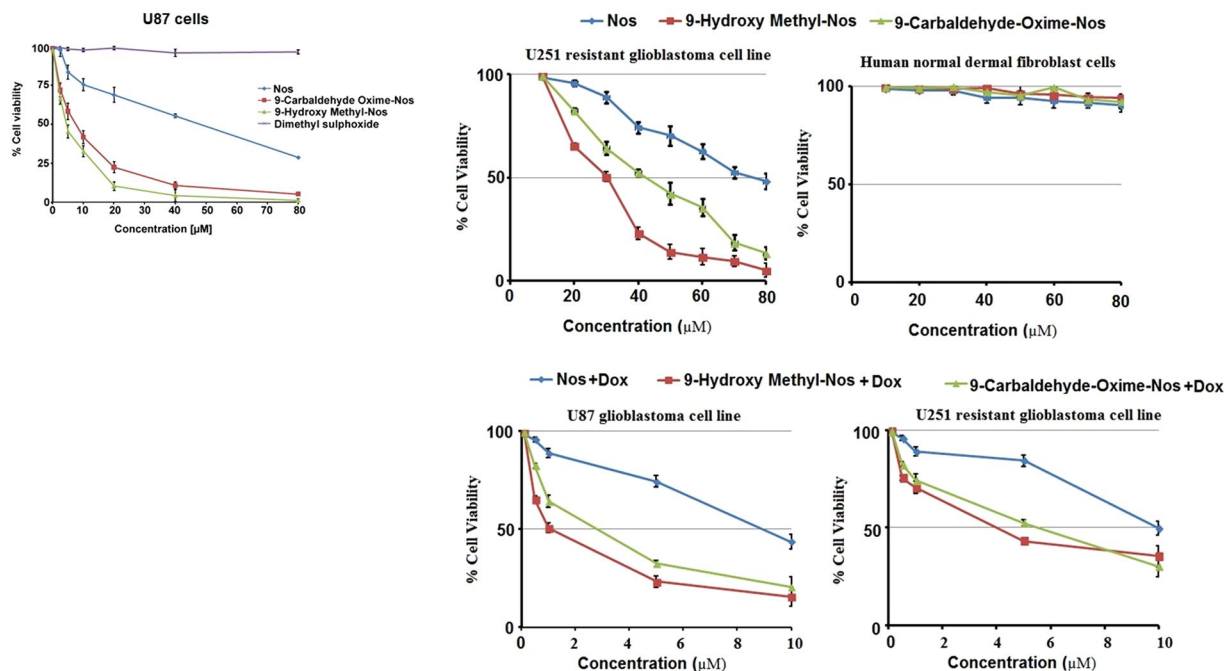 U87 cells
100
75
50
25
0
0
10
20
30
40
50
60
70
80
% Cell viability
Concentration [µM]
Nos
9-Carbaldehyde Oxime-Nos
9-Hydroxy Methyl-Nos
Dimethyl sulphoxide
Nos
9-Hydroxy Methyl-Nos
9-Carbaldehyde-Oxime-Nos
U251 resistant glioblastoma cell line
100
50
0
0
20
40
60
80
% Cell Viability
Concentration (µM)
Human normal dermal fibroblast cells
100
50
0
0
20
40
60
80
% Cell Viability
Concentration (µM)
Nos+Dox
9-Hydroxy Methyl-Nos +Dox
9-Carbaldehyde-Oxime-Nos +Dox
U87 glioblastoma cell line
100
50
0
0
2
4
6
8
10
% Cell Viability
Concentration (µM)
U251 resistant glioblastoma cell line
100
50
0
0
2
4
6
8
10
% Cell Viability
Concentration (µM)